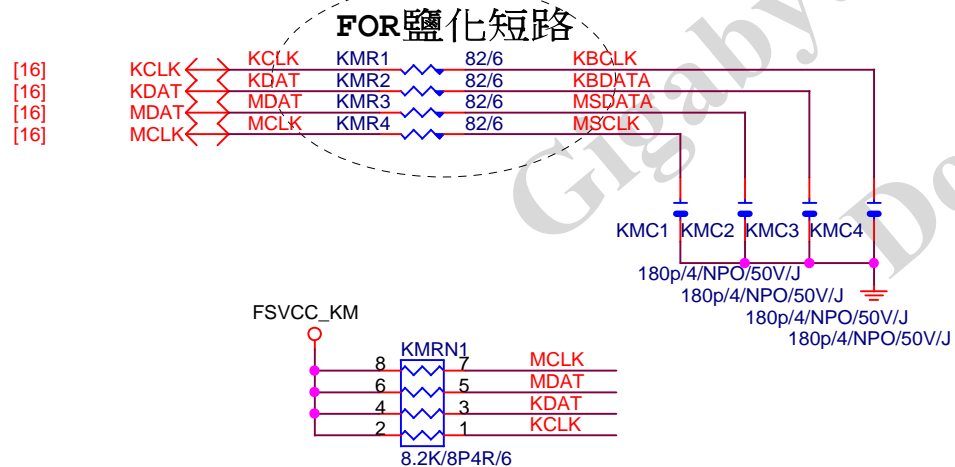 FOR鹽化短路
[16] KCLK KCLK KMR1 82/6 KBCLK
[16] KDAT KDAT KMR2 82/6 KBDATA
[16] MDAT MDAT KMR3 82/6 MSDATA
[16] MCLK MCLK KMR4 82/6 MSCLK
KMC1 KMC2 KMC3 KMC4
180p/4/NPO/50V/J
180p/4/NPO/50V/J
180p/4/NPO/50V/J
180p/4/NPO/50V/J
FSVCC_KM
KMRN1
8 7 MCLK
6 5 MDAT
4 3 KDAT
2 1 KCLK
8.2K/8P4R/6
Gigaby
Do